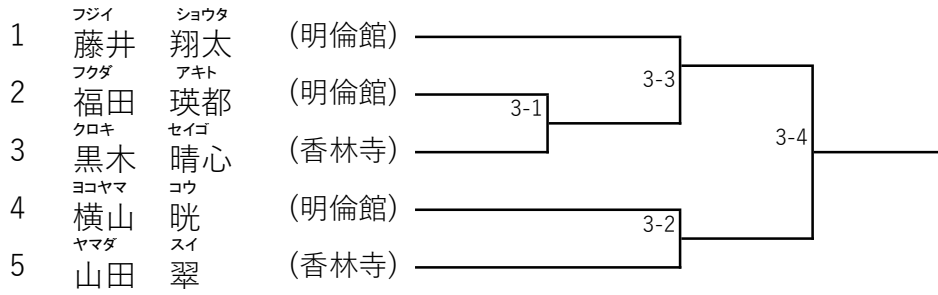 フジイ ショウタ
1 藤井 翔太 (明倫館)
フクダ アキト
2 福田 瑛都 (明倫館)
クロキ セイゴ
3 黒木 晴心 (香林寺)
ヨコヤマ コウ
4 横山 晄 (明倫館)
ヤマダ スイ
5 山田 翠 (香林寺)
3-1
3-3
3-2
3-4